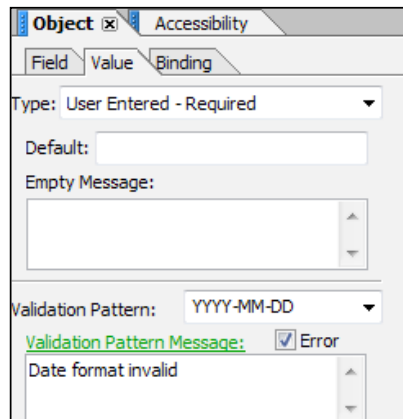 Object Accessibility
Field Value Binding
Type: User Entered - Required
Default:
Empty Message:
Validation Pattern: YYYY-MM-DD
Validation Pattern Message: Error
Date format invalid